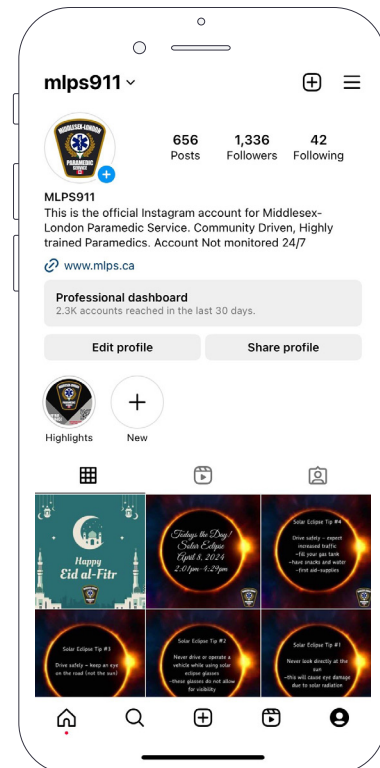 mlps911
MIDDLESEX-LONDON
PARAMEDIC
SERVICE
656 1,336 42
Posts Followers Following
MLPS911
This is the official Instagram account for Middlesex-
London Paramedic Service. Community Driven, Highly
trained Paramedics. Account Not monitored 24/7
www.mlps.ca
Professional dashboard
2.3K accounts reached in the last 30 days.
Edit profile Share profile
Highlights New
Happy
Eid al-Fitr
Todays the Day!
Solar Eclipse
April 8, 2024
2:01pm-4:29pm
Solar Eclipse Tip #4
Drive safely - expect
increased traffic
-fill your gas tank
-have snacks and water
-first aid-supplies
Solar Eclipse Tip #3
Drive safely - keep an eye
on the road (not the sun)
Solar Eclipse Tip #2
Never drive or operate a
vehicle while using solar
eclipse glasses
-these glasses do not allow
for visibility
Solar Eclipse Tip #1
Never look directly at the
sun
-this will cause eye damage
due to solar radiation